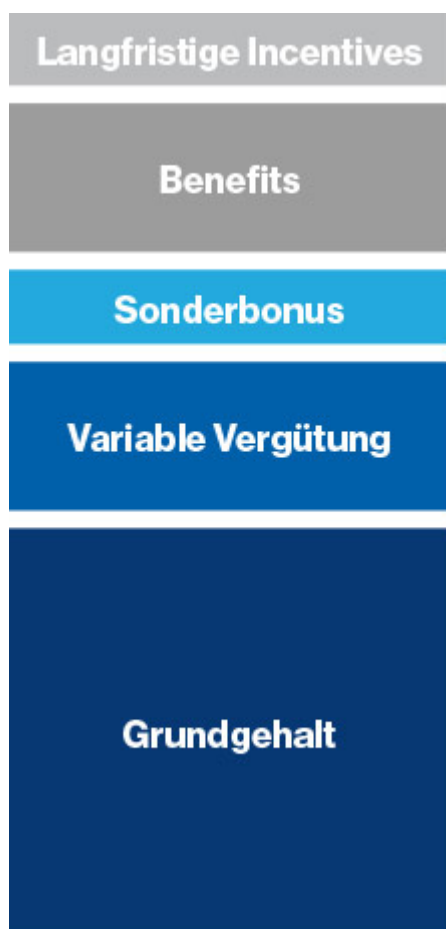 Langfristige Incentives
Benefits
Sonderbonus
Variable Vergütung
Grundgehalt